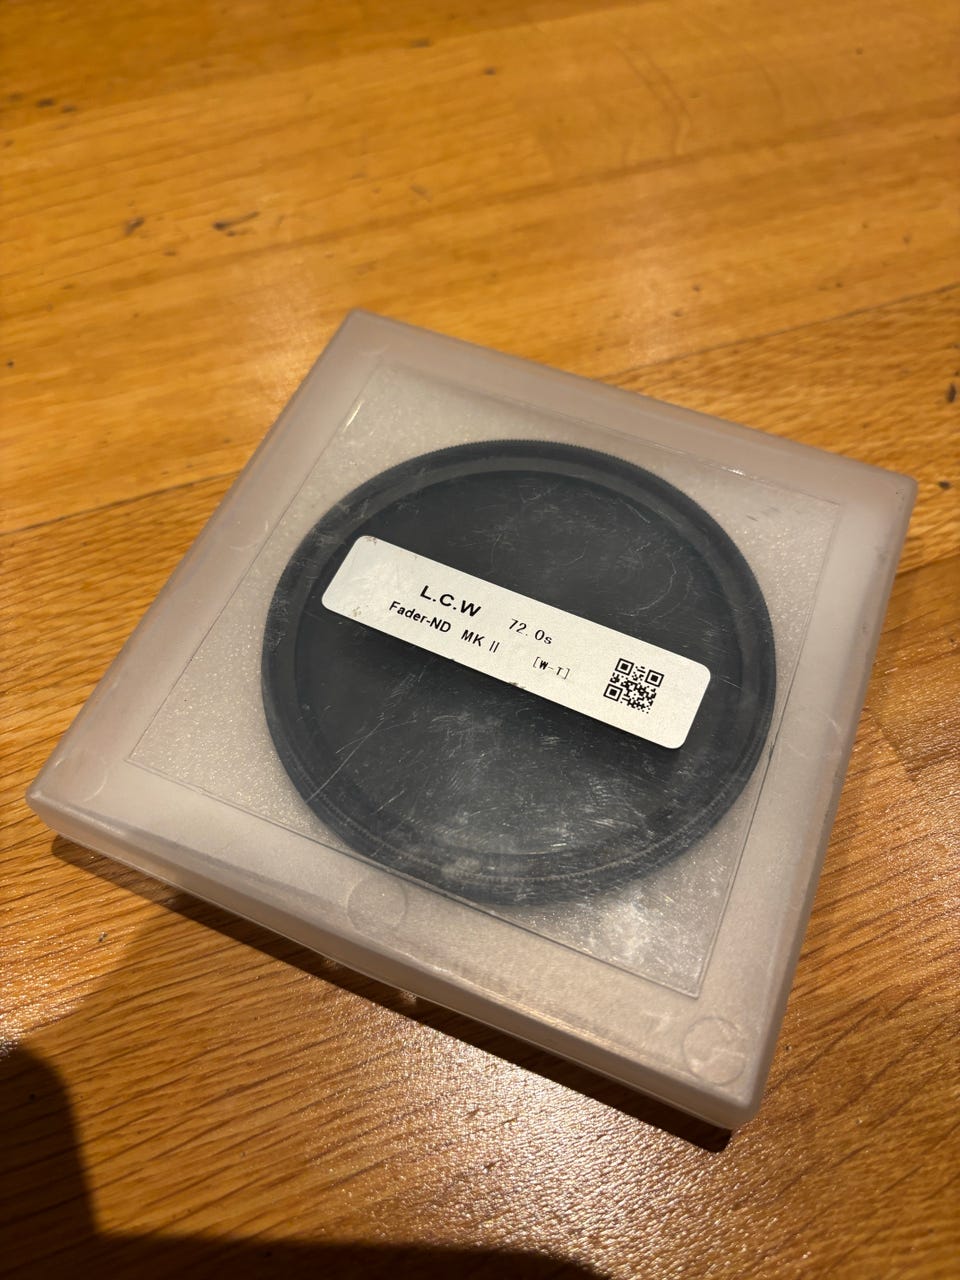 L.C.W 72. 0s
Fader-ND MK II [W-T]